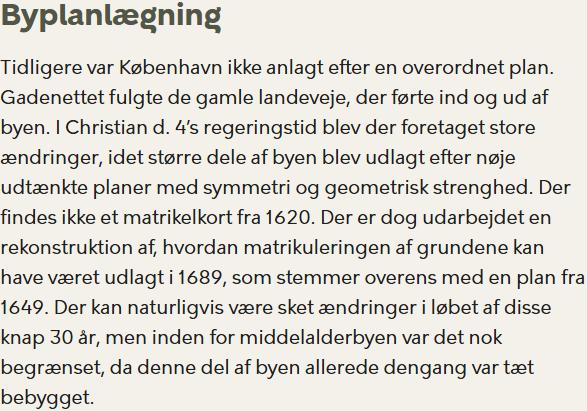 Byplanlægning
Tidligere var København ikke anlagt efter en overordnet plan.
Gadenettet fulgte de gamle landeveje, der førte ind og ud af
byen. I Christian d. 4’s regeringstid blev der foretaget store
ændringer, idet større dele af byen blev udlagt efter nøje
udtænkte planer med symmetri og geometrisk strenghed. Der
findes ikke et matrikelkort fra 1620. Der er dog udarbejdet en
rekonstruktion af, hvordan matrikuleringen af grundene kan
have været udlagt i 1689, som stemmer overens med en plan fra
1649. Der kan naturligvis være sket ændringer i løbet af disse
knap 30 år, men inden for middelalderbyen var det nok
begrænset, da denne del af byen allerede dengang var tæt
bebygget.